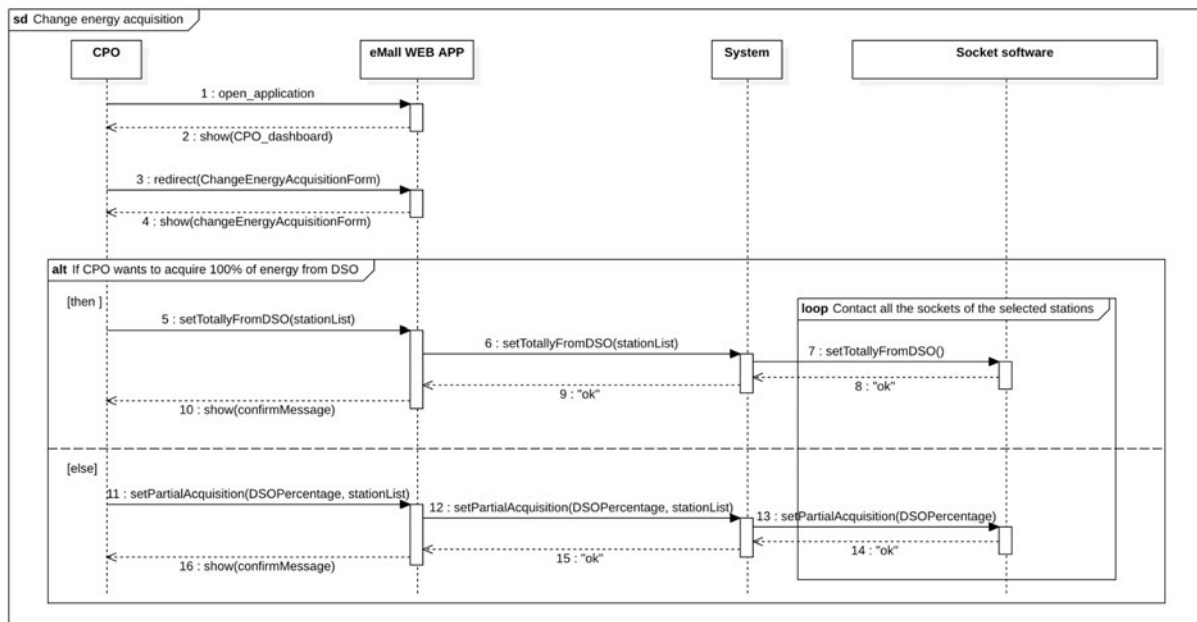 sd Change energy acquisition
CPO
eMall WEB APP
System
Socket software
1 : open_application
2 : show(CPO_dashboard)
3 : redirect(ChangeEnergyAcquisitionForm)
4 : show(changeEnergyAcquisitionForm)
alt If CPO wants to acquire 100% of energy from DSO
[then ]
loop Contact all the sockets of the selected stations
5 : setTotallyFromDSO(stationList)
6 : setTotallyFromDSO(stationList)
7 : setTotallyFromDSO()
8 : "ok"
9 : "ok"
10 : show(confirmMessage)
[else]
11 : setPartialAcquisition(DSOPercentage, stationList)
12 : setPartialAcquisition(DSOPercentage, stationList)
13 : setPartialAcquisition(DSOPercentage)
14 : "ok"
15 : "ok"
16 : show(confirmMessage)